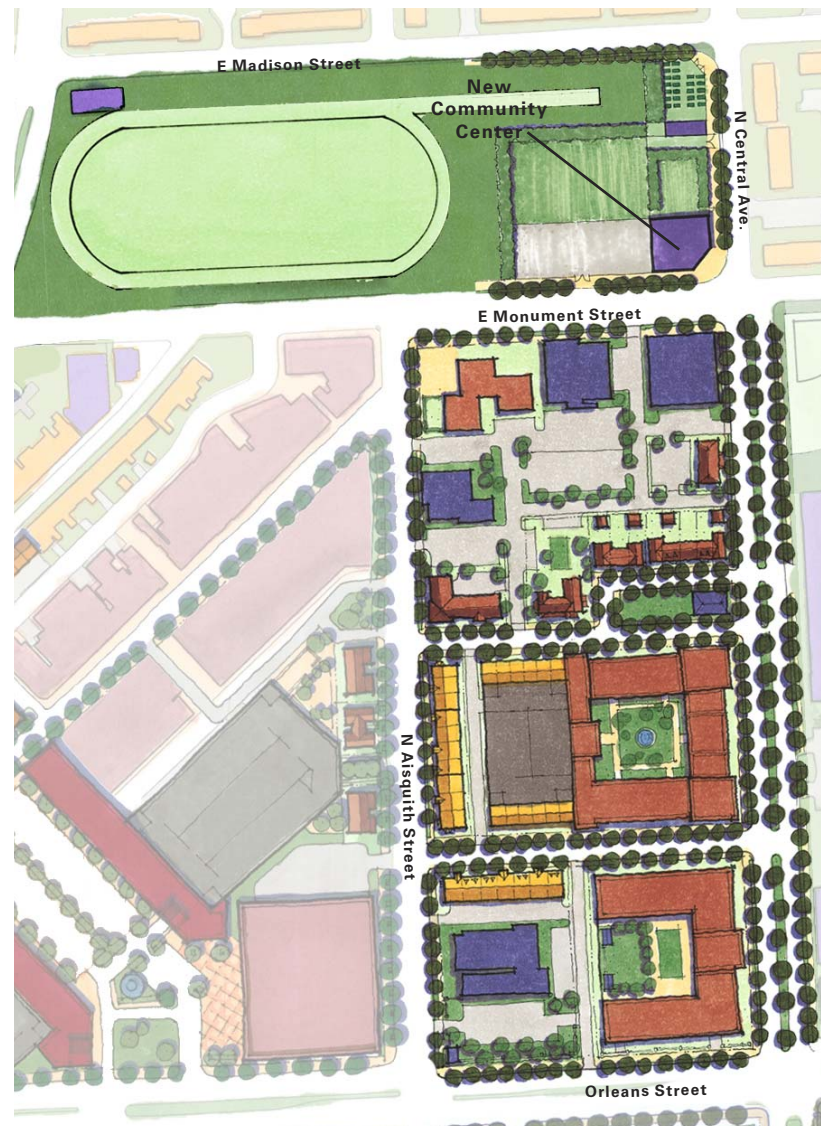 E Madison Street
New
Community
Center
N Central Ave.
E Monument Street
N Aisquith Street
Orleans Street